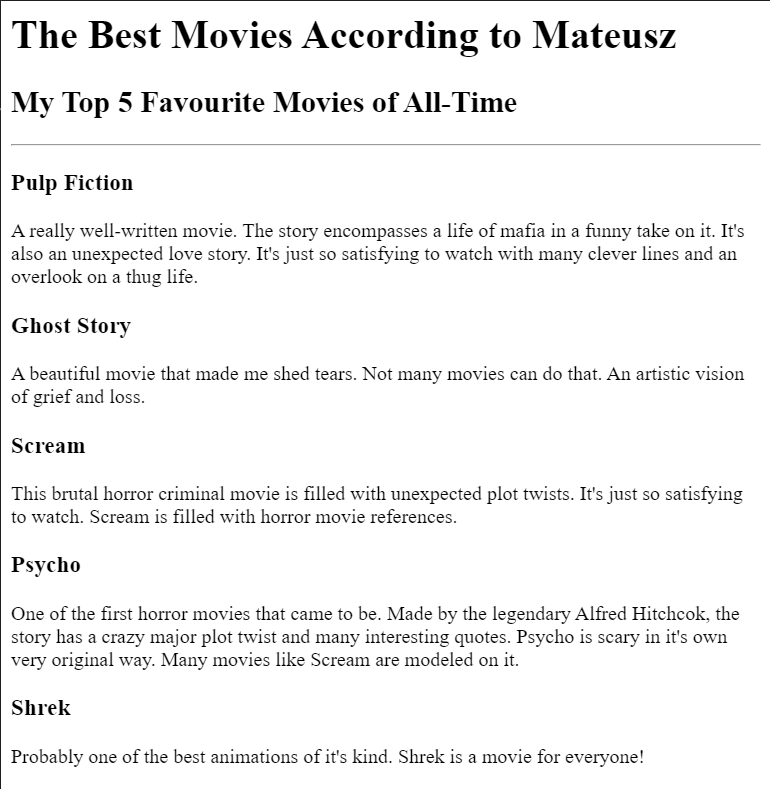 The Best Movies According to Mateusz
My Top 5 Favourite Movies of All-Time
Pulp Fiction
A really well-written movie. The story encompasses a life of mafia in a funny take on it. It's
also an unexpected love story. It's just so satisfying to watch with many clever lines and an
overlook on a thug life.
Ghost Story
A beautiful movie that made me shed tears. Not many movies can do that. An artistic vision
of grief and loss.
Scream
This brutal horror criminal movie is filled with unexpected plot twists. It's just so satisfying
to watch. Scream is filled with horror movie references.
Psycho
One of the first horror movies that came to be. Made by the legendary Alfred Hitchcok, the
story has a crazy major plot twist and many interesting quotes. Psycho is scary in it's own
very original way. Many movies like Scream are modeled on it.
Shrek
Probably one of the best animations of it's kind. Shrek is a movie for everyone!